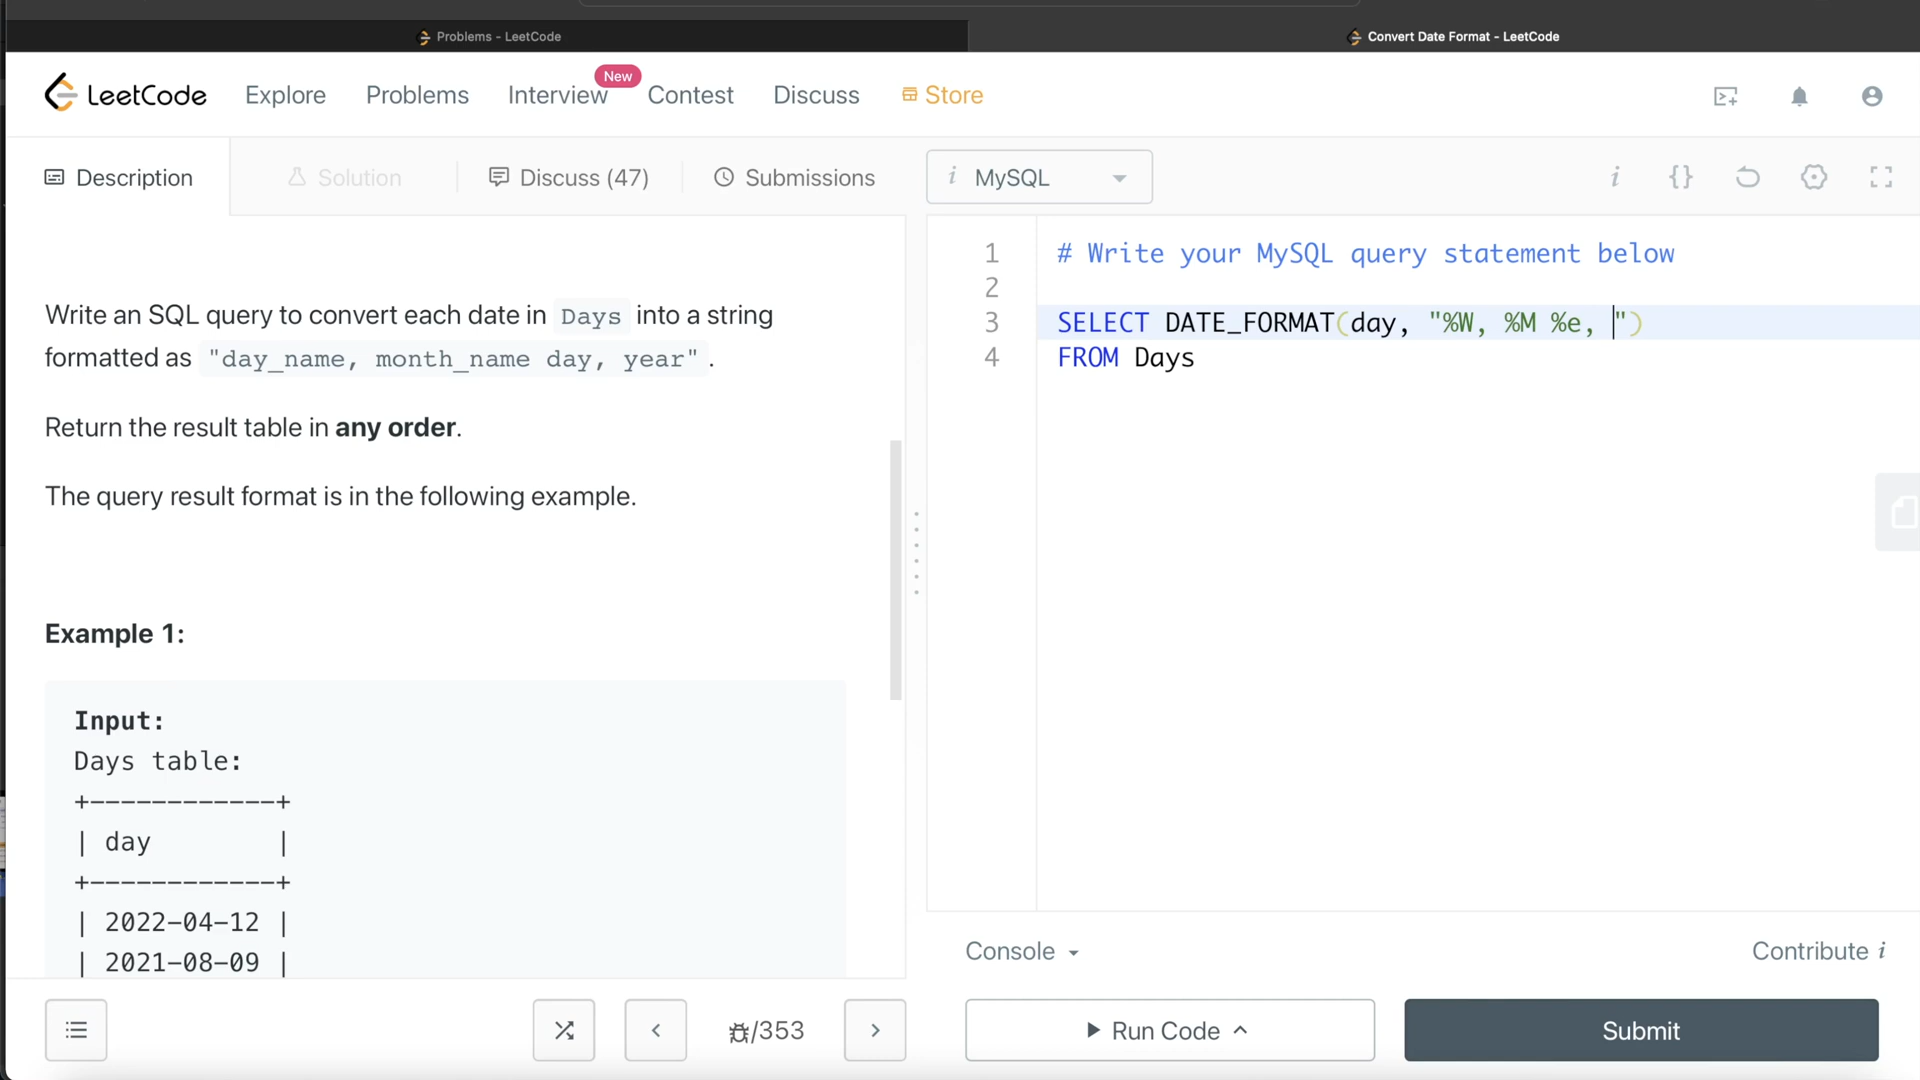 Problems - LeetCode
Convert Date Format - LeetCode
LeetCode Explore Problems Interview New Contest Discuss Store
Description
Solution
Discuss (47)
Submissions
i MySQL
i {}
Write an SQL query to convert each date in Days into a string
formatted as "day_name, month_name day, year".
Return the result table in any order.
The query result format is in the following example.
Example 1:
Input:
Days table:
+------------+
| day        |
+------------+
| 2022-04-12 |
| 2021-08-09 |
1 # Write your MySQL query statement below
2
3 SELECT DATE_FORMAT(day, "%W, %M %e, ")
4 FROM Days
Console
Contribute i
/353
Run Code
Submit